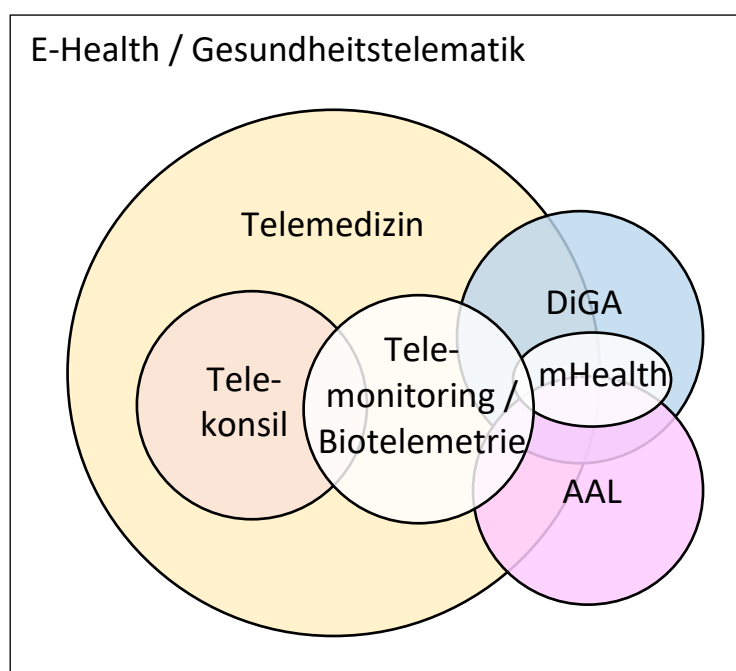 E-Health / Gesundheitstelematik
Telemedizin
DiGA
Tele-
konsil
Tele-
monitoring /
Biotelemetrie
mHealth
AAL